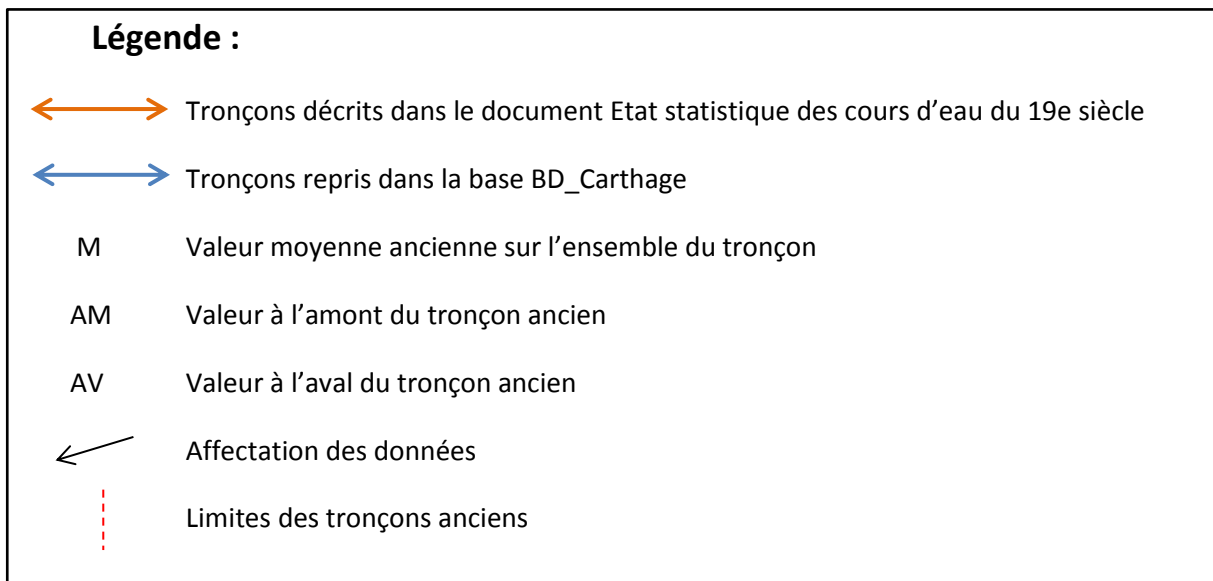 Légende :
Tronçons décrits dans le document Etat statistique des cours d’eau du 19e siècle
Tronçons repris dans la base BD_Carthage
M Valeur moyenne ancienne sur l’ensemble du tronçon
AM Valeur à l’amont du tronçon ancien
AV Valeur à l’aval du tronçon ancien
Affectation des données
Limites des tronçons anciens